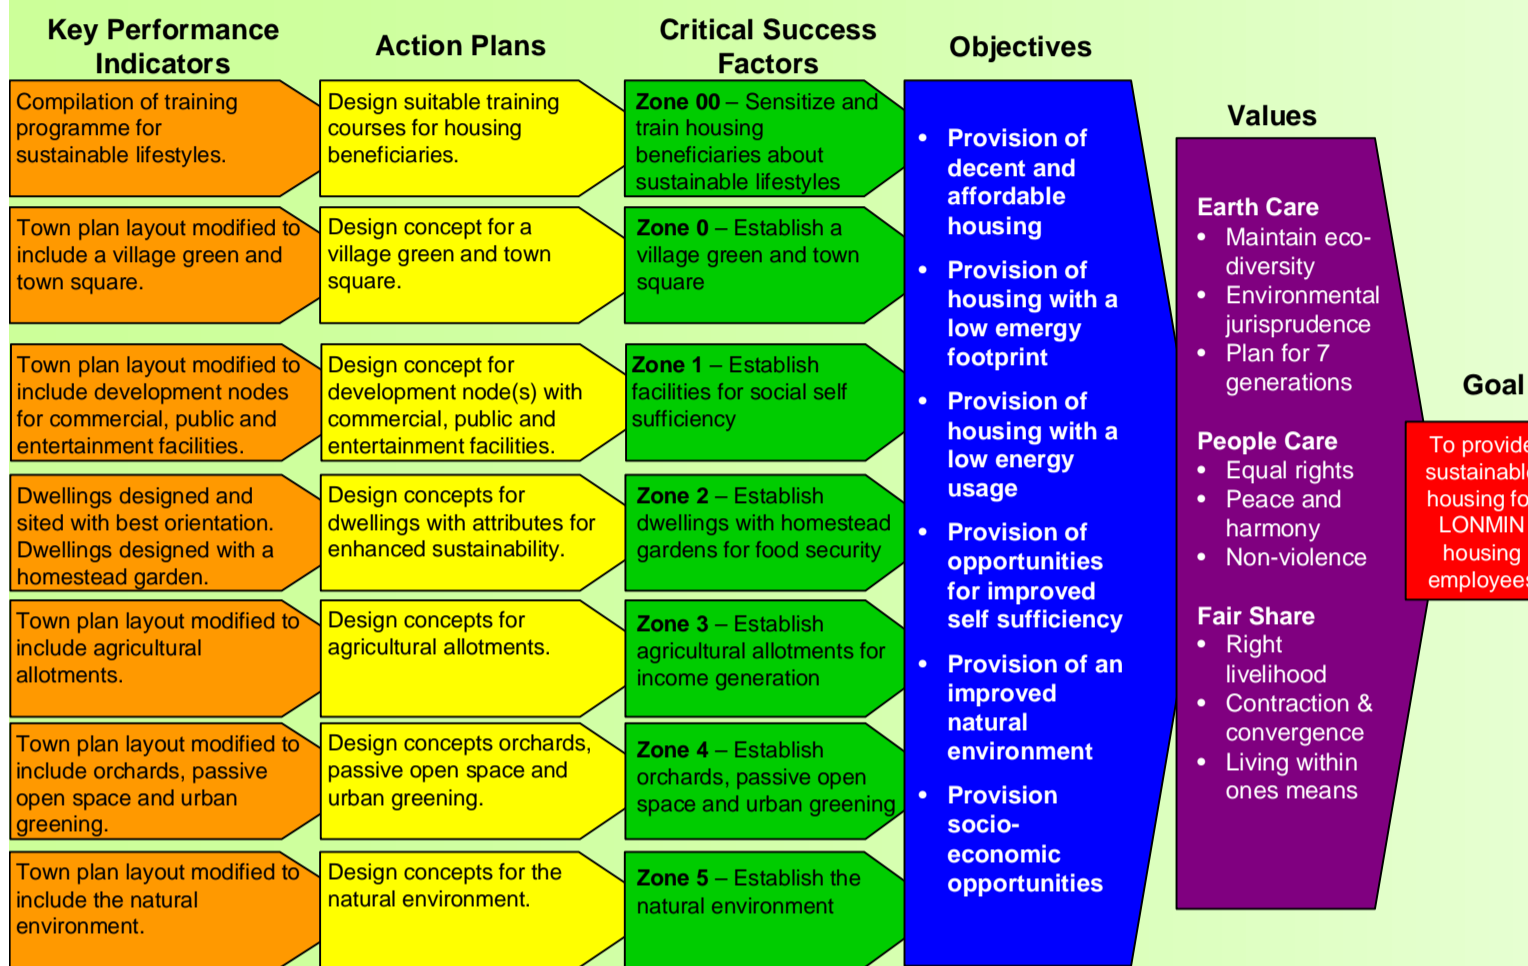 Key Performance
Indicators
Action Plans
Critical Success
Factors
Objectives
Values
Goal
Compilation of training
programme for
sustainable lifestyles.
Design suitable training
courses for housing
beneficiaries.
Zone 00 – Sensitize and
train housing
beneficiaries about
sustainable lifestyles
Town plan layout modified to
include a village green and
town square.
Design concept for a
village green and town
square.
Zone 0 – Establish a
village green and town
square
Town plan layout modified to
include development nodes
for commercial, public and
entertainment facilities.
Design concept for
development node(s) with
commercial, public and
entertainment facilities.
Zone 1 – Establish
facilities for social self
sufficiency
Dwellings designed and
sited with best orientation.
Dwellings designed with a
homestead garden.
Design concepts for
dwellings with attributes for
enhanced sustainability.
Zone 2 – Establish
dwellings with homestead
gardens for food security
Town plan layout modified to
include agricultural
allotments.
Design concepts for
agricultural allotments.
Zone 3 – Establish
agricultural allotments for
income generation
Town plan layout modified to
include orchards, passive
open space and urban
greening.
Design concepts orchards,
passive open space and
urban greening.
Zone 4 – Establish
orchards, passive open
space and urban greening
Town plan layout modified to
include the natural
environment.
Design concepts for the
natural environment.
Zone 5 – Establish the
natural environment
• Provision of
decent and
affordable
housing
• Provision of
housing with a
low emergy
footprint
• Provision of
housing with a
low energy
usage
• Provision of
opportunities
for improved
self sufficiency
• Provision of an
improved
natural
environment
• Provision
socio-
economic
opportunities
Earth Care
• Maintain eco-
diversity
• Environmental
jurisprudence
• Plan for 7
generations
People Care
• Equal rights
• Peace and
harmony
• Non-violence
Fair Share
• Right
livelihood
• Contraction &
convergence
• Living within
ones means
To provide
sustainable
housing for
LONMIN
housing
employees